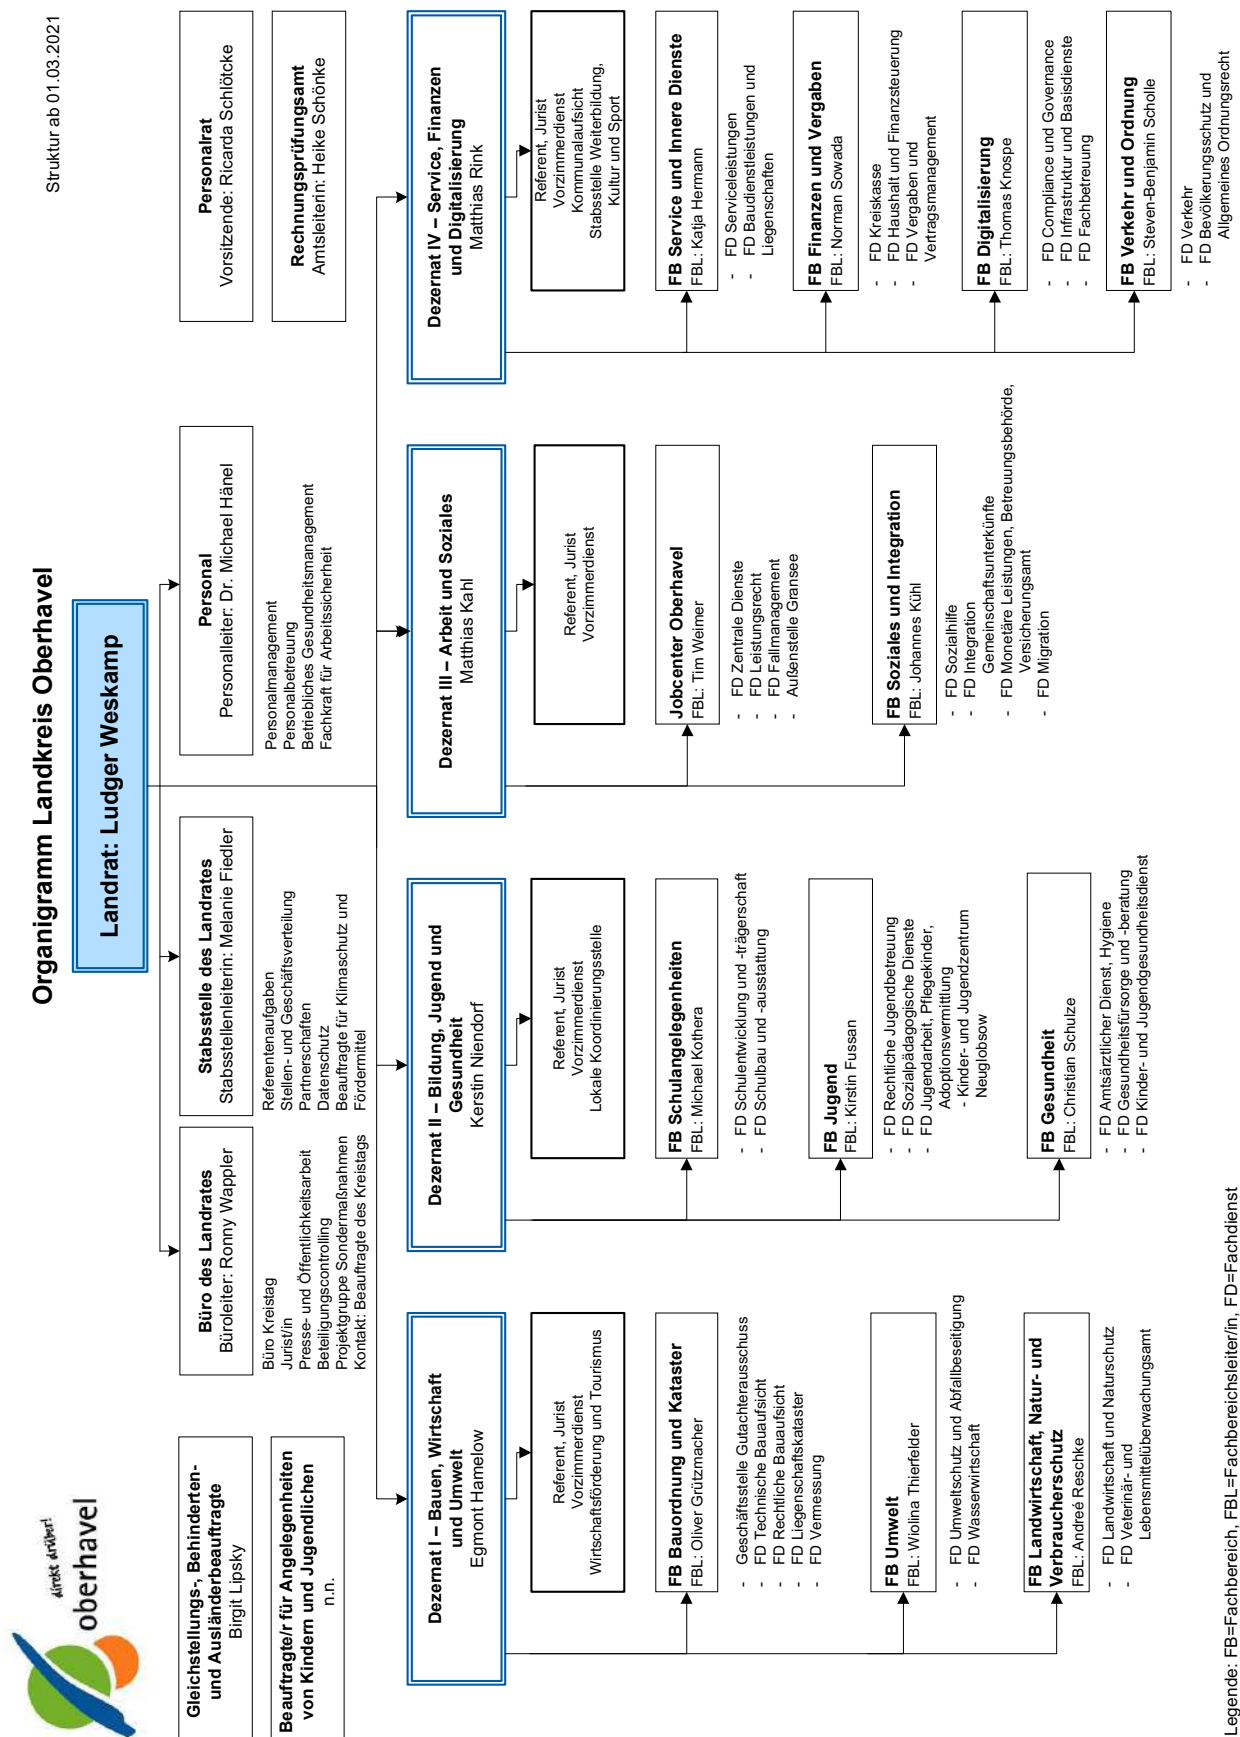 direkt drüber!
oberhavel
Organigramm Landkreis Oberhavel
Struktur ab 01.03.2021
Landrat: Ludger Weskamp
Gleichstellungs-, Behinderten-
und Ausländerbeauftragte
Birgit Lipsky
Beauftragte/r für Angelegenheiten
von Kindern und Jugendlichen
n.n.
Büro des Landrates
Büroleiter: Ronny Wappler
Büro Kreistag
Jurist/in
Presse- und Öffentlichkeitsarbeit
Beteiligungscontrolling
Projektgruppe Sondermaßnahmen
Kontakt: Beauftragte des Kreistags
Stabsstelle des Landrates
Stabsstellenleiterin: Melanie Fiedler
Referentenaufgaben
Stellen- und Geschäftsverteilung
Partnerschaften
Datenschutz
Beauftragte für Klimaschutz und
Fördermittel
Personal
Personalleiter: Dr. Michael Hänel
Personalmanagement
Personalbetreuung
Betriebliches Gesundheitsmanagement
Fachkraft für Arbeitssicherheit
Personalrat
Vorsitzende: Ricarda Schlötcke
Rechnungsprüfungsamt
Amtsleiterin: Heike Schönke
Dezernat I – Bauen, Wirtschaft
und Umwelt
Egmont Hamelow
Referent, Jurist
Vorzimmerdienst
Wirtschaftsförderung und Tourismus
FB Bauordnung und Kataster
FBL: Oliver Grützmacher
- Geschäftsstelle Gutachterausschuss
- FD Technische Bauaufsicht
- FD Rechtliche Bauaufsicht
- FD Liegenschaftskataster
- FD Vermessung
FB Umwelt
FBL: Wiolina Thierfelder
- FD Umweltschutz und Abfallbeseitigung
- FD Wasserwirtschaft
FB Landwirtschaft, Natur- und
Verbraucherschutz
FBL: Andreé Reschke
- FD Landwirtschaft und Naturschutz
- FD Veterinär- und
Lebensmittelüberwachungsamt
Dezernat II – Bildung, Jugend und
Gesundheit
Kerstin Niendorf
Referent, Jurist
Vorzimmerdienst
Lokale Koordinierungsstelle
FB Schulangelegenheiten
FBL: Michael Kothera
- FD Schulentwicklung und -trägerschaft
- FD Schulbau und -ausstattung
FB Jugend
FBL: Kirstin Fussan
- FD Rechtliche Jugendbetreuung
- FD Sozialpädagogische Dienste
- FD Jugendarbeit, Pflegekinder,
Adoptionsvermittlung
- Kinder- und Jugendzentrum
Neuglobsow
FB Gesundheit
FBL: Christian Schulze
- FD Amtsärztlicher Dienst, Hygiene
- FD Gesundheitsfürsorge und -beratung
- FD Kinder- und Jugendgesundheitsdienst
Dezernat III – Arbeit und Soziales
Matthias Kahl
Referent, Jurist
Vorzimmerdienst
Jobcenter Oberhavel
FBL: Tim Weimer
- FD Zentrale Dienste
- FD Leistungsrecht
- FD Fallmanagement
- Außenstelle Gransee
FB Soziales und Integration
FBL: Johannes Kühl
- FD Sozialhilfe
- FD Integration
Gemeinschaftsunterkünfte
- FD Monetäre Leistungen, Betreuungsbehörde,
Versicherungsamt
- FD Migration
Dezernat IV – Service, Finanzen
und Digitalisierung
Matthias Rink
Referent, Jurist
Vorzimmerdienst
Kommunalaufsicht
Stabsstelle Weiterbildung,
Kultur und Sport
FB Service und Innere Dienste
FBL: Katja Hermann
- FD Serviceleistungen
- FD Baudienstleistungen und
Liegenschaften
FB Finanzen und Vergaben
FBL: Norman Sowada
- FD Kreiskasse
- FD Haushalt und Finanzsteuerung
- FD Vergaben und
Vertragsmanagement
FB Digitalisierung
FBL: Thomas Knospe
- FD Compliance und Governance
- FD Infrastruktur und Basisdienste
- FD Fachbetreuung
FB Verkehr und Ordnung
FBL: Steven-Benjamin Scholle
- FD Verkehr
- FD Bevölkerungsschutz und
Allgemeines Ordnungsrecht
Legende: FB=Fachbereich, FBL=Fachbereichsleiter/in, FD=Fachdienst